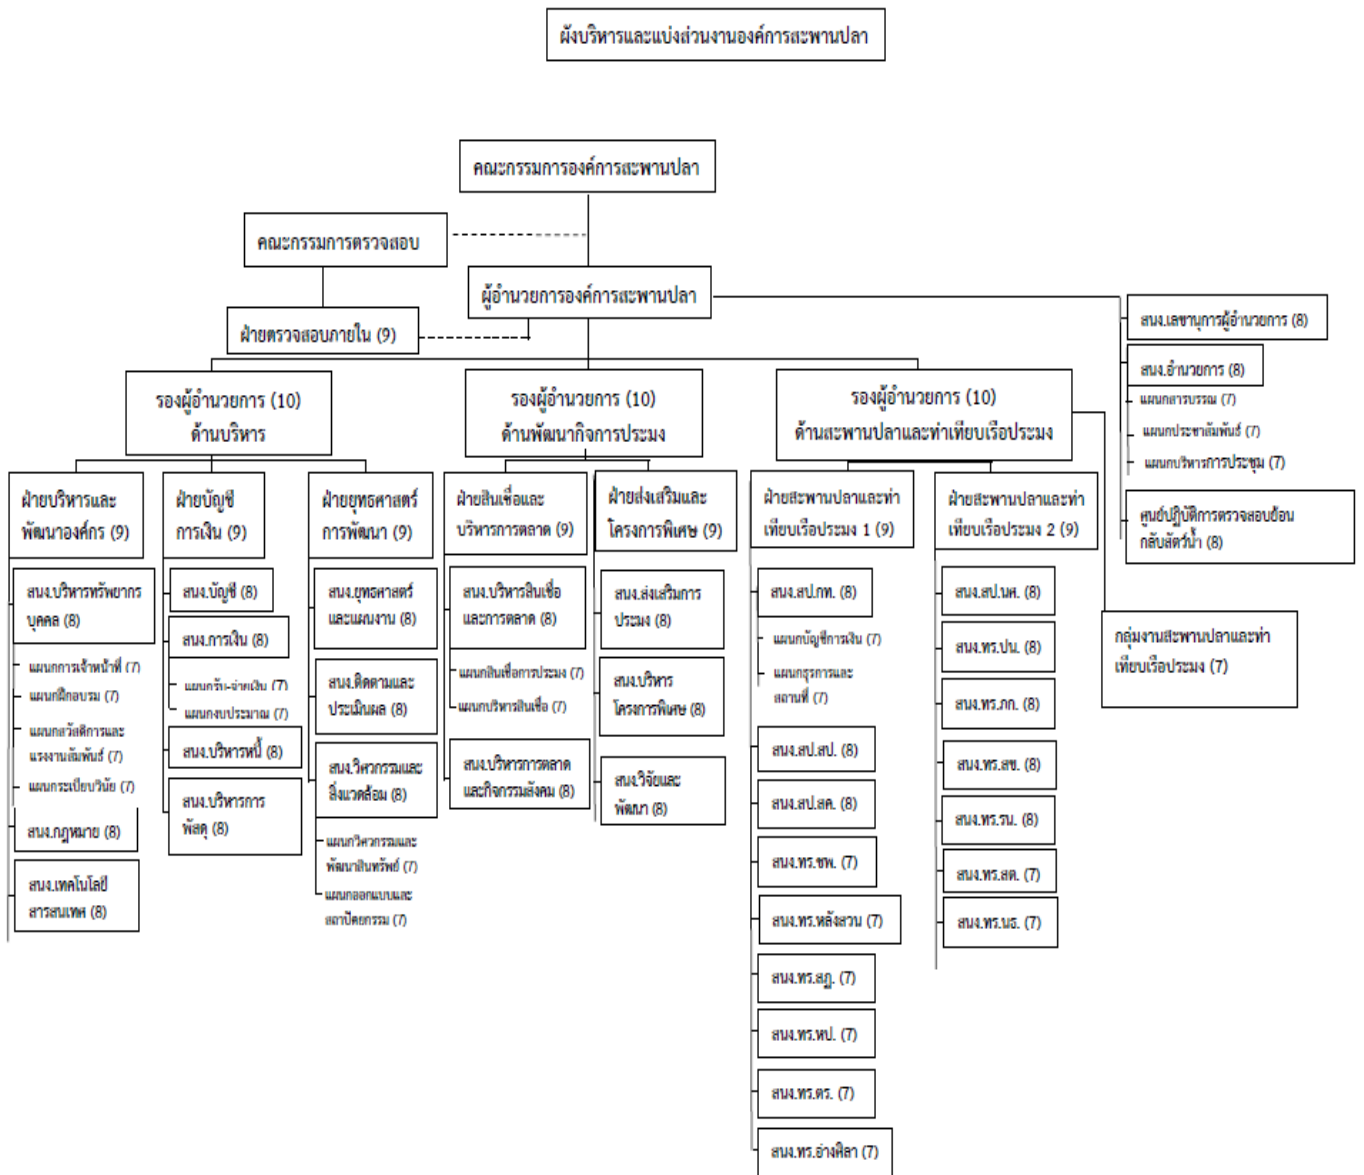 ผังบริหารและแบ่งส่วนงานองค์การสะพานปลา
คณะกรรมการองค์การสะพานปลา
คณะกรรมการตรวจสอบ
ผู้อำนวยการองค์การสะพานปลา
ฝ่ายตรวจสอบภายใน (9)
สนง.เลขานุการผู้อำนวยการ (8)
สนง.อำนวยการ (8)
แผนกสารบรรณ (7)
แผนกประชาสัมพันธ์ (7)
แผนกบริหารการประชุม (7)
ศูนย์ปฏิบัติการตรวจสอบย้อน
กลับสัตว์น้ำ (8)
รองผู้อำนวยการ (10)
ด้านบริหาร
รองผู้อำนวยการ (10)
ด้านพัฒนากิจการประมง
รองผู้อำนวยการ (10)
ด้านสะพานปลาและท่าเทียบเรือประมง
กลุ่มงานสะพานปลาและท่า
เทียบเรือประมง (7)
ฝ่ายบริหารและ
พัฒนาองค์กร (9)
สนง.บริหารทรัพยากร
บุคคล (8)
แผนกการเจ้าหน้าที่ (7)
แผนกฝึกอบรม (7)
แผนกสวัสดิการและ
แรงงานสัมพันธ์ (7)
แผนกระเบียบวินัย (7)
สนง.กฎหมาย (8)
สนง.เทคโนโลยี
สารสนเทศ (8)
ฝ่ายบัญชี
การเงิน (9)
สนง.บัญชี (8)
สนง.การเงิน (8)
แผนกรับ-จ่ายเงิน (7)
แผนกงบประมาณ (7)
สนง.บริหารหนี้ (8)
สนง.บริหารการ
พัสดุ (8)
ฝ่ายยุทธศาสตร์
การพัฒนา (9)
สนง.ยุทธศาสตร์
และแผนงาน (8)
สนง.ติดตามและ
ประเมินผล (8)
สนง.วิศวกรรมและ
สิ่งแวดล้อม (8)
แผนกวิศวกรรมและ
พัฒนาสินทรัพย์ (7)
แผนกออกแบบและ
สถาปัตยกรรม (7)
ฝ่ายสินเชื่อและ
บริหารการตลาด (9)
สนง.บริหารสินเชื่อ
และการตลาด (8)
แผนกสินเชื่อการประมง (7)
แผนกบริหารสินเชื่อ (7)
สนง.บริหารการตลาด
และกิจกรรมสังคม (8)
ฝ่ายส่งเสริมและ
โครงการพิเศษ (9)
สนง.ส่งเสริมการ
ประมง (8)
สนง.บริหาร
โครงการพิเศษ (8)
สนง.วิจัยและ
พัฒนา (8)
ฝ่ายสะพานปลาและท่า
เทียบเรือประมง 1 (9)
สนง.สป.กท. (8)
แผนกบัญชีการเงิน (7)
แผนกธุรการและ
สถานที่ (7)
สนง.สป.สป. (8)
สนง.สป.สค. (8)
สนง.ทร.ชพ. (7)
สนง.ทร.หลังสวน (7)
สนง.ทร.สฎ. (7)
สนง.ทร.หป. (7)
สนง.ทร.ตร. (7)
สนง.ทร.อ่างศิลา (7)
ฝ่ายสะพานปลาและท่า
เทียบเรือประมง 2 (9)
สนง.สป.นศ. (8)
สนง.ทร.ปน. (8)
สนง.ทร.ภก. (8)
สนง.ทร.สข. (8)
สนง.ทร.รน. (8)
สนง.ทร.สต. (7)
สนง.ทร.นธ. (7)